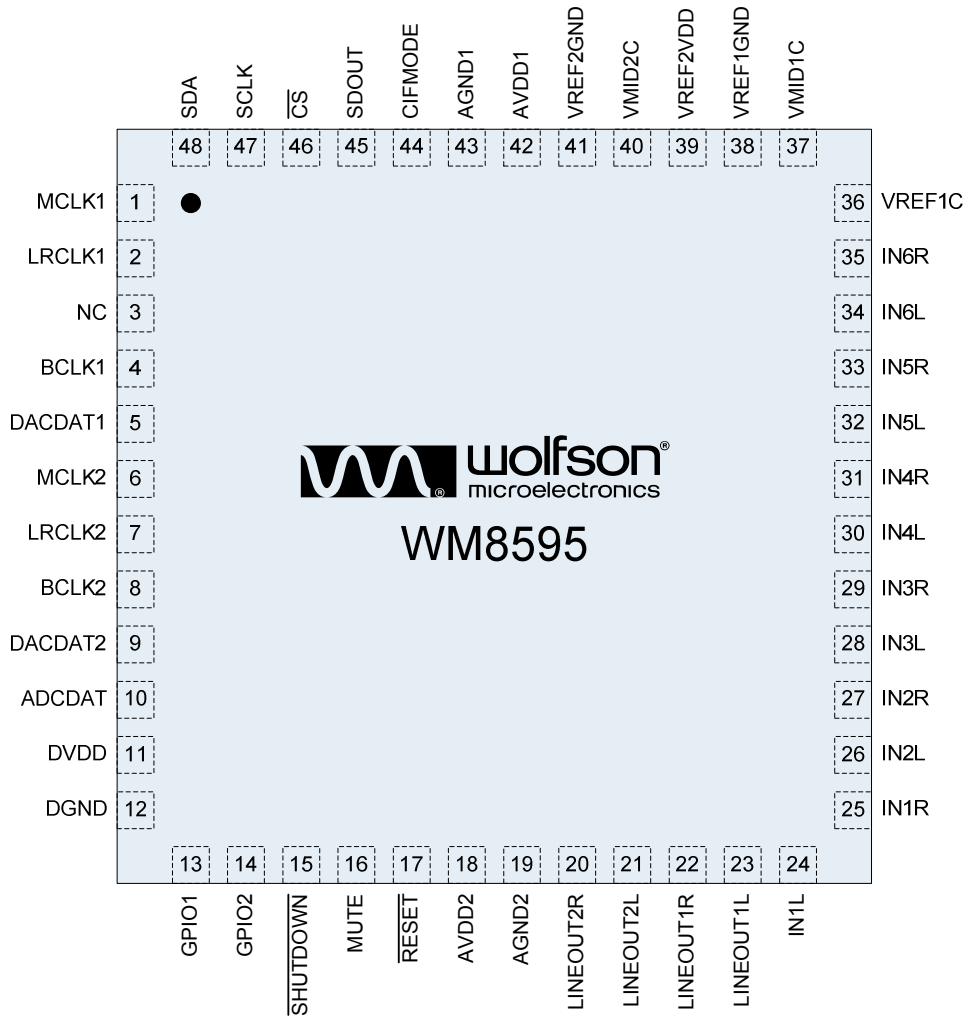 SDA SCLK CS SDOUT CIFMODE AGND1 AVDD1 VREF2GND VMID2C VREF2VDD VREF1GND VMID1C
48 47 46 45 44 43 42 41 40 39 38 37
MCLK1 1 36 VREF1C
LRCLK1 2 35 IN6R
NC 3 34 IN6L
BCLK1 4 33 IN5R
DACDAT1 5 32 IN5L
MCLK2 6 31 IN4R
LRCLK2 7 30 IN4L
BCLK2 8 29 IN3R
DACDAT2 9 28 IN3L
ADCDAT 10 27 IN2R
DVDD 11 26 IN2L
DGND 12 25 IN1R
wolfson®
microelectronics
®
WM8595
13 14 15 16 17 18 19 20 21 22 23 24
GPIO1 GPIO2 SHUTDOWN MUTE RESET AVDD2 AGND2 LINEOUT2R LINEOUT2L LINEOUT1R LINEOUT1L IN1L